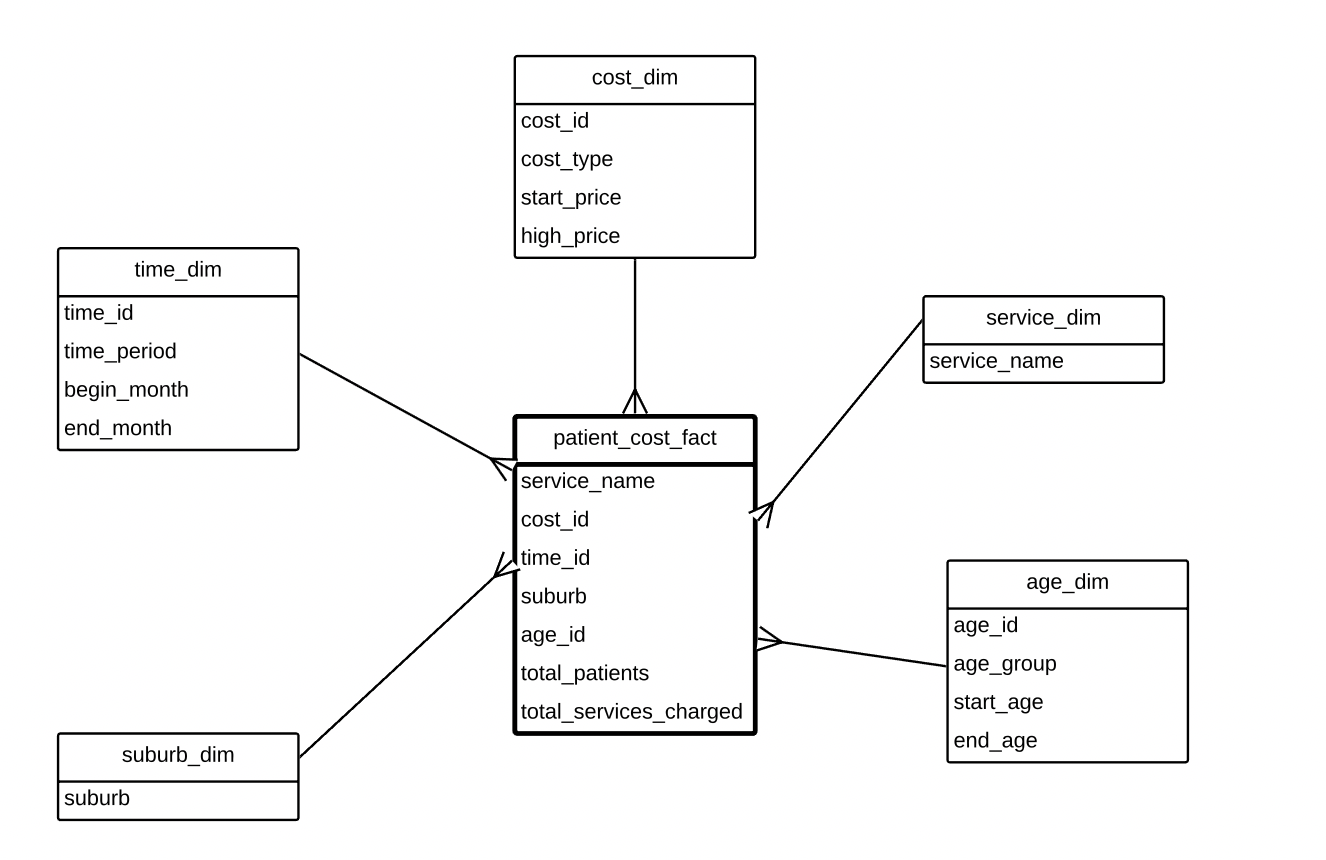 cost_dim
cost_id
cost_type
start_price
high_price
time_dim
time_id
time_period
begin_month
end_month
service_dim
service_name
patient_cost_fact
service_name
cost_id
time_id
suburb
age_id
total_patients
total_services_charged
age_dim
age_id
age_group
start_age
end_age
suburb_dim
suburb